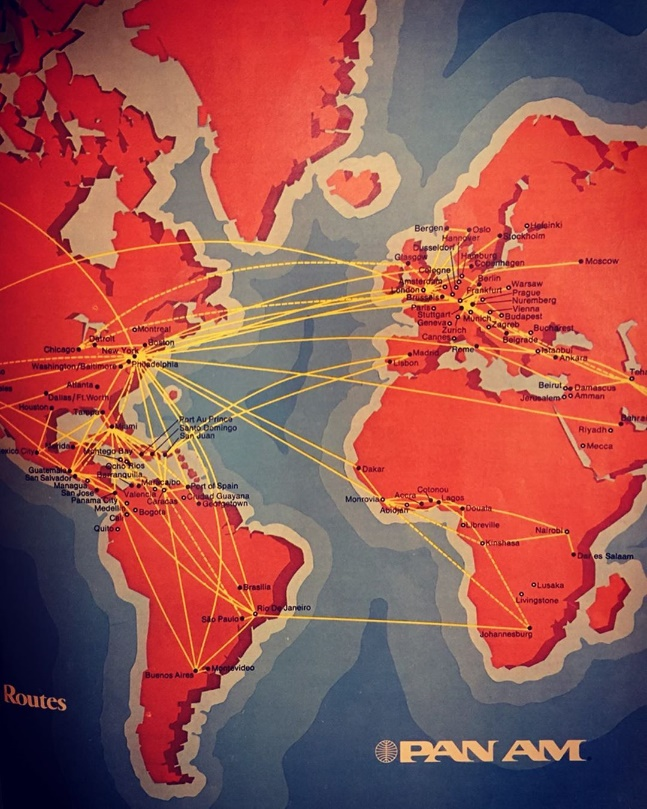 Bergen
Oslo
Helsinki
Stockholm
Hannover
Dusseldorf
Hamburg
Glasgow
Copenhagen
Moscow
Cologne
Berlin
Amsterdam
London
Frankfurt
Warsaw
Brussels
Prague
Nuremberg
Paris
Vienna
Stuttgart
Munich
Budapest
Geneva
Zurich
Zagreb
Bucharest
Cannes
Belgrade
Madrid
Rome
Istanbul
Ankara
Lisbon
Teh
Beirut
Damascus
Jerusalem
Amman
Bahrain
Riyadh
Mecca
Montreal
Detroit
Boston
Chicago
New York
Washington/Baltimore
Philadelphia
Atlanta
Dallas/Ft.Worth
Houston
Tampa
Port Au Prince
Santo Domingo
San Juan
Miami
Merida
Montego Bay
exico City
Ocho Rios
Guatemala
Barranquilla
San Salvador
Maracaibo
Managua
Port of Spain
San Jose
Valencia
Ciudad Guayana
Panama City
Caracas
Georgetown
Medellin
Cali
Bogota
Quito
Dakar
Monrovia
Accra
Cotonou
Lagos
Abidjan
Douala
Libreville
Nairobi
Kinshasa
Dar es Salaam
Lusaka
Livingstone
Johannesburg
Brasilia
Rio De Janeiro
São Paulo
Buenos Aires
Montevideo
Routes
PAN AM